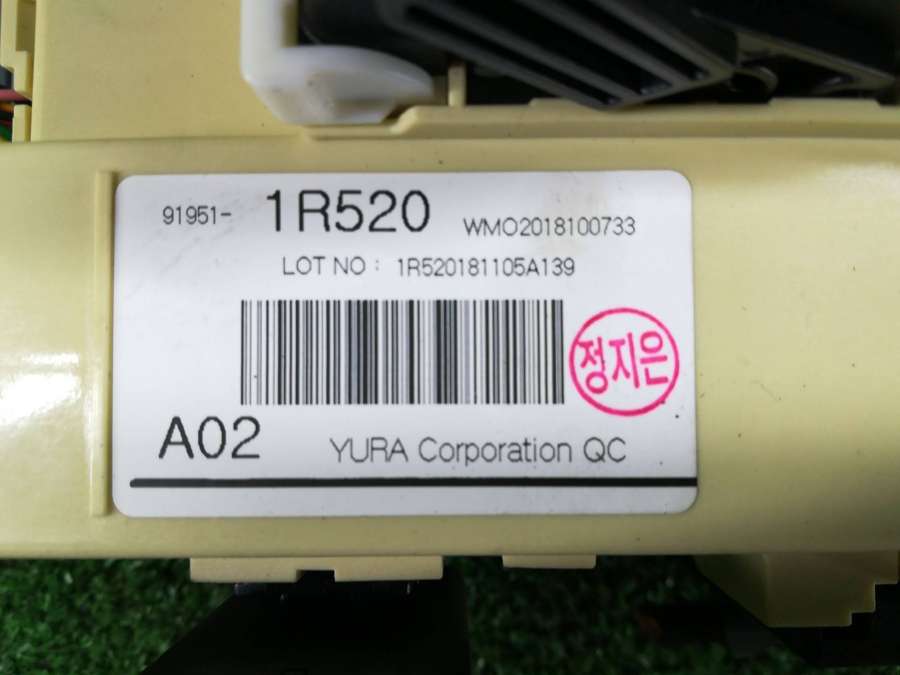 91951- 1R520 WMO2018100733
LOT NO : 1R520181105A139
정지은
A02 YURA Corporation QC